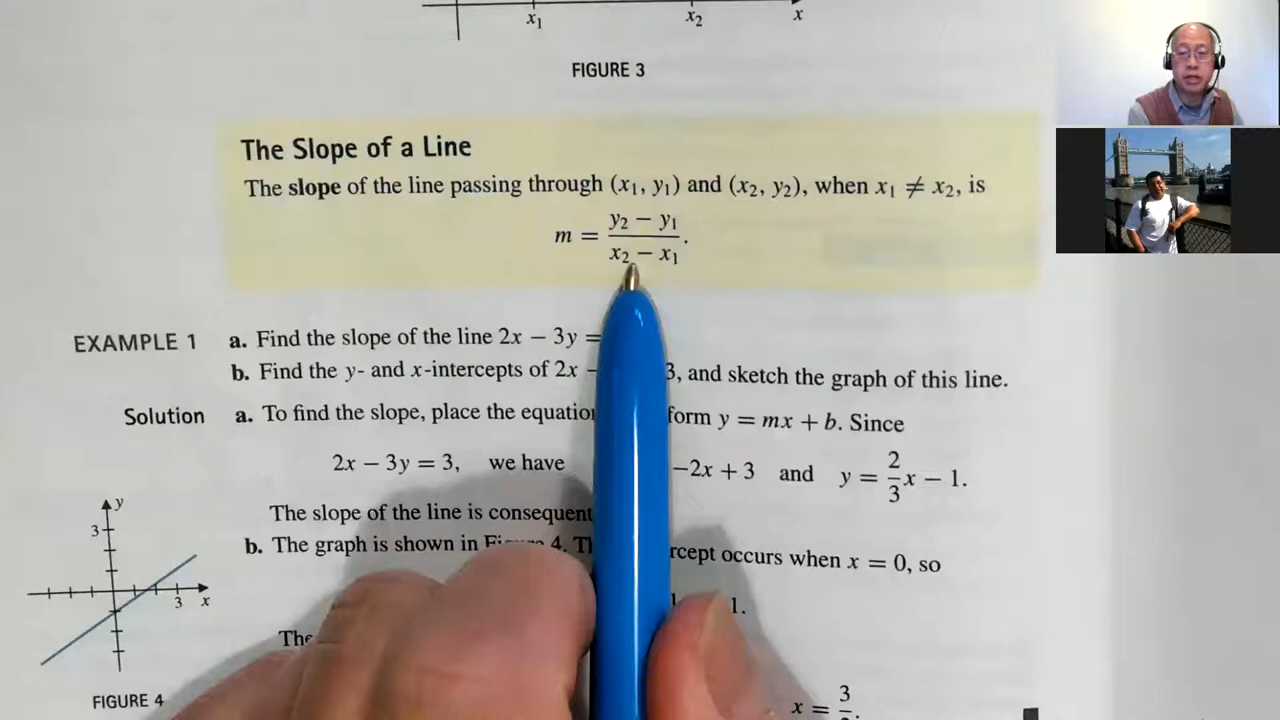 x₁ x₂ x
FIGURE 3
The Slope of a Line
The slope of the line passing through (x₁, y₁) and (x₂, y₂), when x₁ ≠ x₂, is
m = (y₂ − y₁)/(x₂ − x₁).
EXAMPLE 1 a. Find the slope of the line 2x − 3y =
b. Find the y- and x-intercepts of 2x − 3, and sketch the graph of this line.
Solution a. To find the slope, place the form y = mx + b. Since
2x − 3y = 3, we have −2x + 3 and y = 2/3 x − 1.
The slope of the line is
b. The graph is shown in 4. occurs when x = 0, so
1.
The
x = 3
y
3
3 x
FIGURE 4